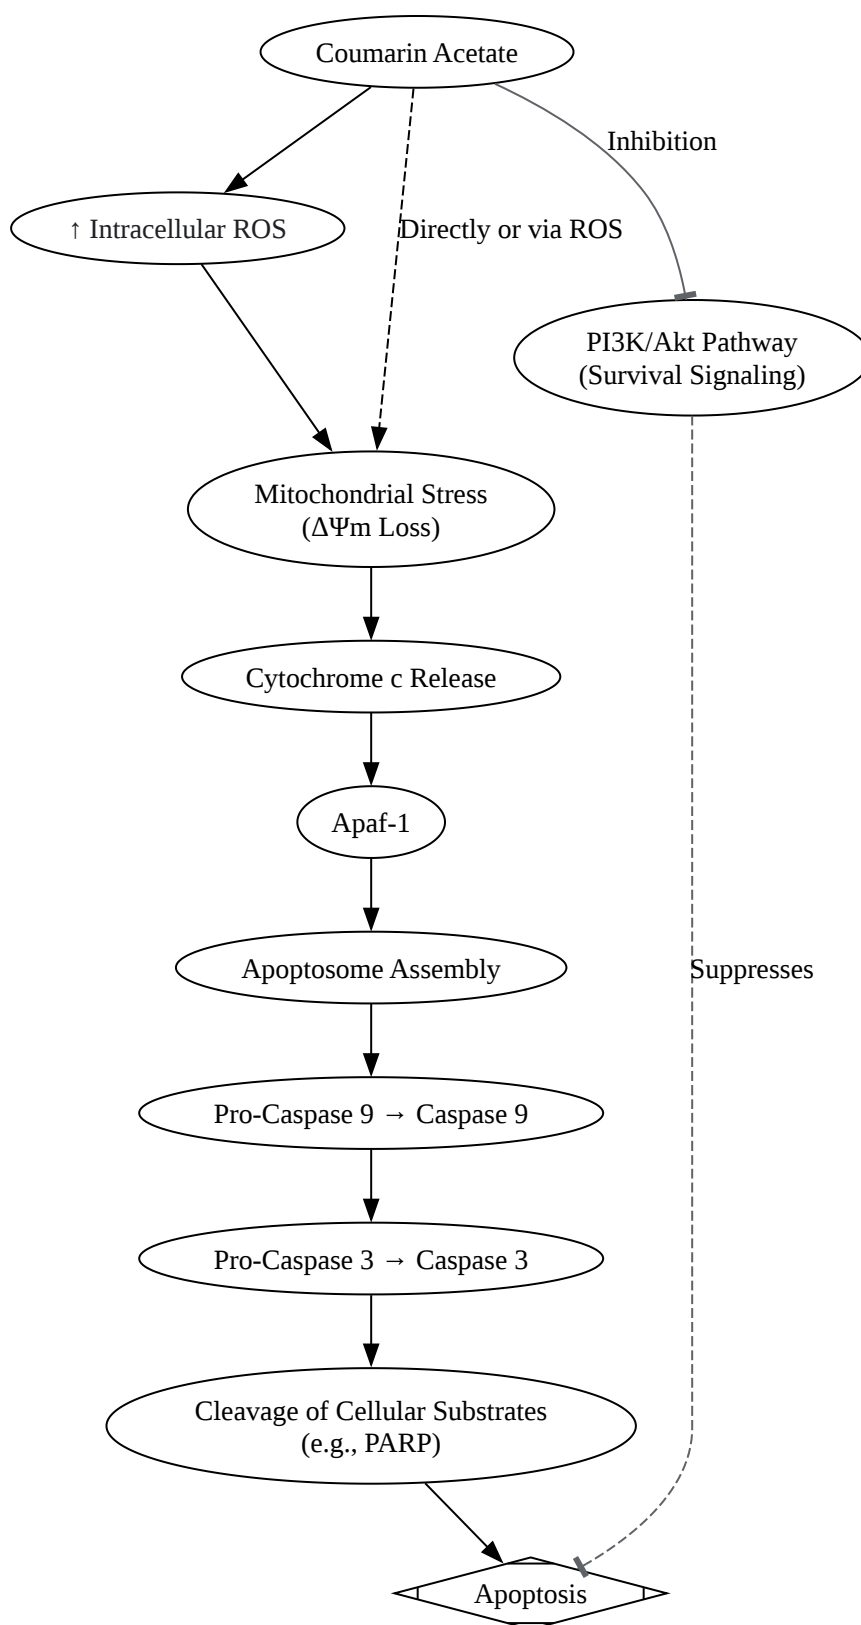 Coumarin Acetate
Inhibition
↑ Intracellular ROS
Directly or via ROS
PI3K/Akt Pathway
(Survival Signaling)
Mitochondrial Stress
(ΔΨm Loss)
Cytochrome c Release
Apaf-1
Apoptosome Assembly
Suppresses
Pro-Caspase 9 → Caspase 9
Pro-Caspase 3 → Caspase 3
Cleavage of Cellular Substrates
(e.g., PARP)
Apoptosis